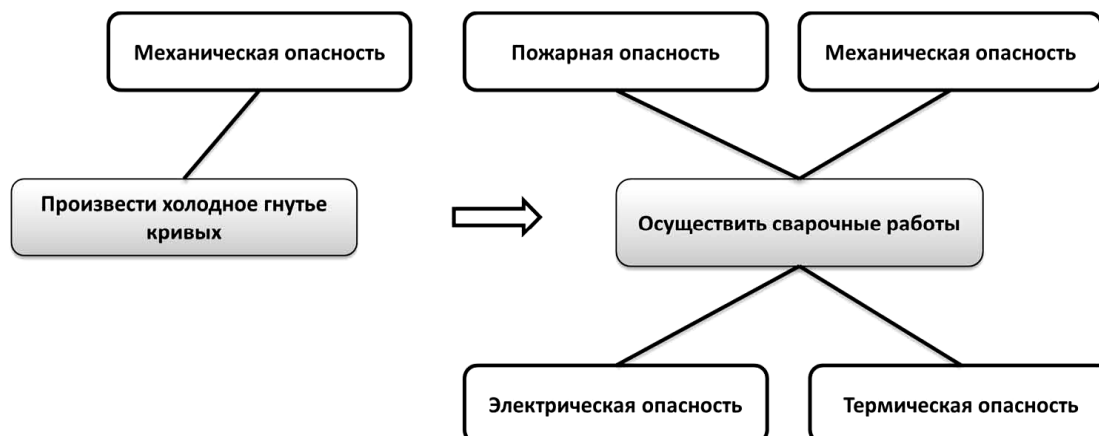 Механическая опасность
Пожарная опасность
Механическая опасность
Произвести холодное гнутье
кривых
Осуществить сварочные работы
Электрическая опасность
Термическая опасность